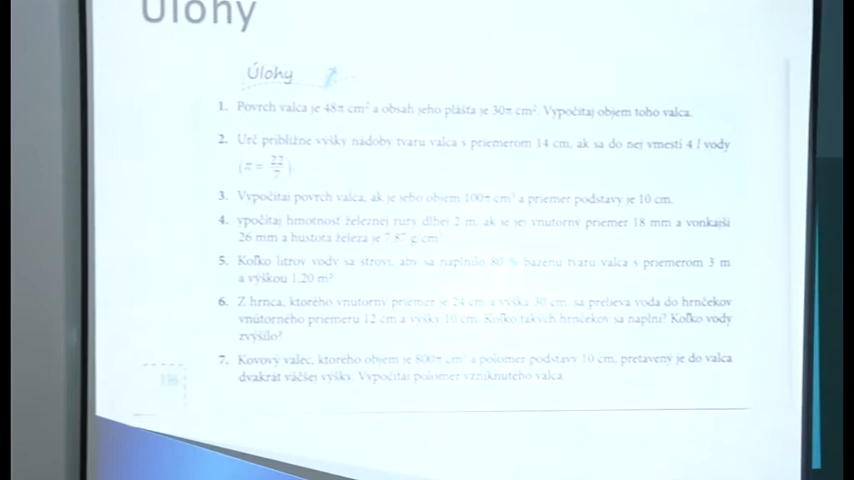 Úlohy
Úlohy
1. Povrch valca je 48π cm² a obsah jeho plášťa je 30π cm². Vypočítaj objem toho valca.
2. Urč približne výšky nádoby tvaru valca s priemerom 14 cm, ak sa do nej vmestí 4 l vody
(π = 22/7)
3. Vypočítaj povrch valca, ak je jeho objem 100π cm³ a priemer podstavy je 10 cm.
4. ypočítaj hmotnosť železnej rúry dlhej 2 m, ak je jej vnútorný priemer 18 mm a vonkajší
26 mm a hustota železa je 7,87 g/cm³
5. Koľko litrov vody sa strovi, aby sa naplnilo 80 % bazénu tvaru valca s priemerom 3 m
a výškou 1,20 m?
6. Z hrnca, ktorého vnútorný priemer je 24 cm a výška 30 cm, sa prelieva voda do hrnčekov
vnútorného priemeru 12 cm a výšky 10 cm. Koľko takých hrnčekov sa naplní? Koľko vody
zvýšilo?
7. Kovový valec, ktorého objem je 800π cm³ a polomer podstavy 10 cm, pretavený je do valca
dvakrát väčšej výšky. Vypočítaj polomer vzniknutého valca.